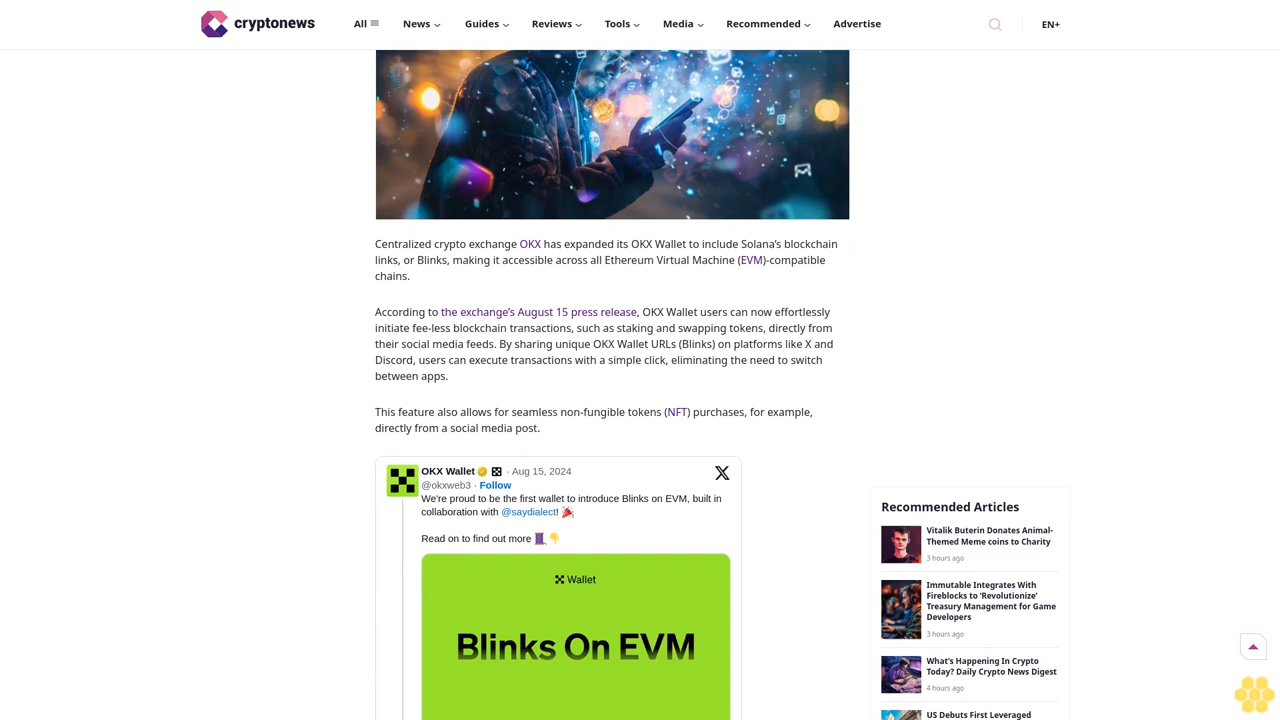 cryptonews
All News Guides Reviews Tools Media Recommended Advertise EN+
Centralized crypto exchange OKX has expanded its OKX Wallet to include Solana’s blockchain
links, or Blinks, making it accessible across all Ethereum Virtual Machine (EVM)-compatible
chains.
According to the exchange’s August 15 press release, OKX Wallet users can now effortlessly
initiate fee-less blockchain transactions, such as staking and swapping tokens, directly from
their social media feeds. By sharing unique OKX Wallet URLs (Blinks) on platforms like X and
Discord, users can execute transactions with a simple click, eliminating the need to switch
between apps.
This feature also allows for seamless non-fungible tokens (NFT) purchases, for example,
directly from a social media post.
OKX Wallet · Aug 15, 2024
@okxweb3 · Follow
We're proud to be the first wallet to introduce Blinks on EVM, built in
collaboration with @saydialect! 🎉
Read on to find out more 🧵👇
Wallet
Blinks On EVM
Recommended Articles
Vitalik Buterin Donates Animal-
Themed Meme coins to Charity
3 hours ago
Immutable Integrates With
Fireblocks to ‘Revolutionize’
Treasury Management for Game
Developers
3 hours ago
What’s Happening In Crypto
Today? Daily Crypto News Digest
4 hours ago
US Debuts First Leveraged